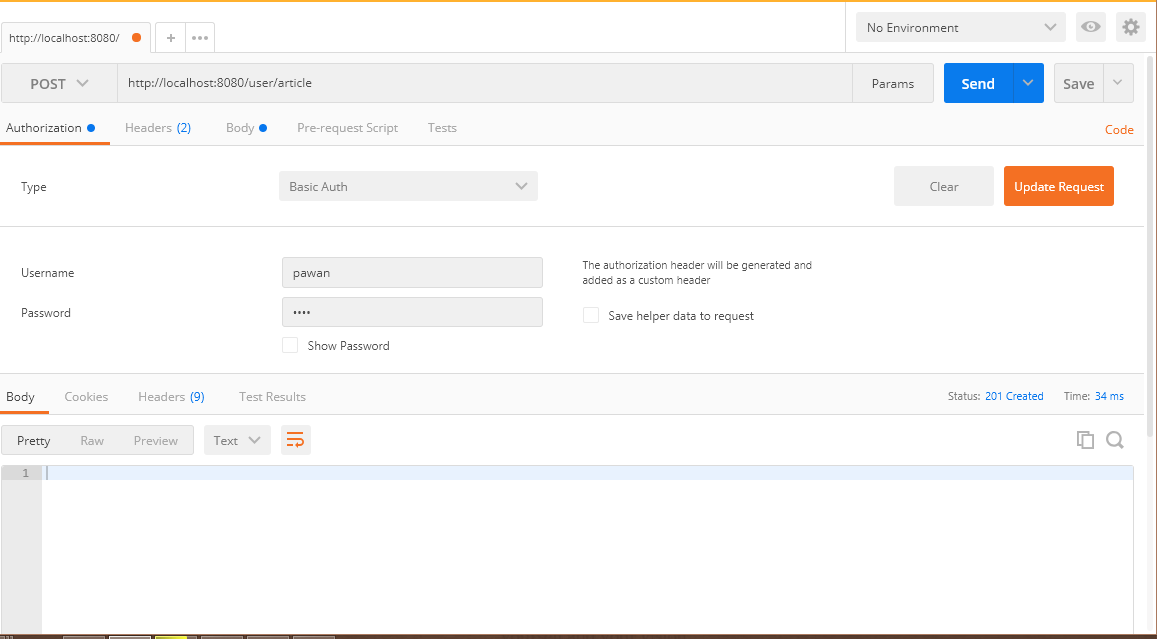 http://localhost:8080/ + ••• No Environment
POST http://localhost:8080/user/article Params Send Save
Authorization Headers (2) Body Pre-request Script Tests Code
Type Basic Auth Clear Update Request
Username pawan The authorization header will be generated and
added as a custom header
Password •••• Save helper data to request
Show Password
Body Cookies Headers (9) Test Results Status: 201 Created Time: 34 ms
Pretty Raw Preview Text
1